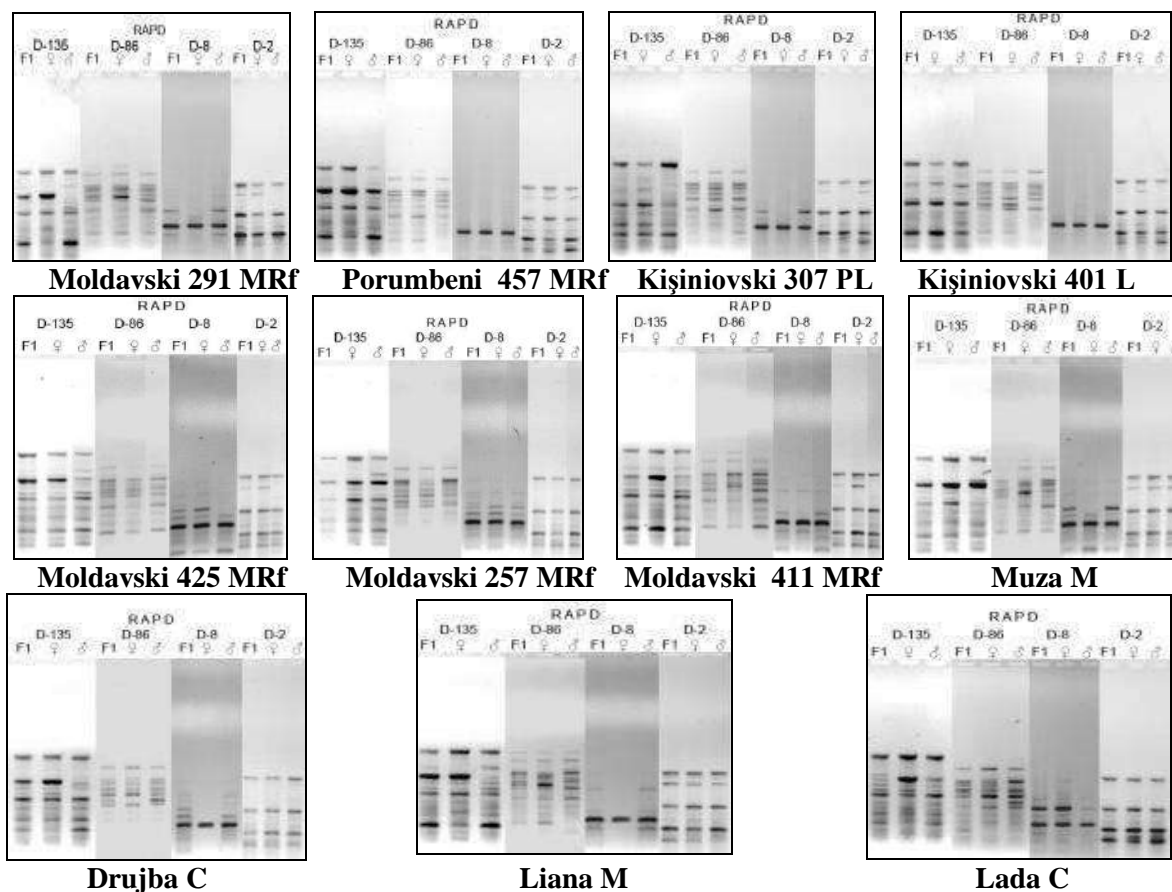 RAPD
D-135 D-86 D-8 D-2
F1 ♀ ♂ F1 ♀ ♂ F1 ♀ ♂ F1 ♀ ♂
Moldavski 291 MRf
RAPD
D-135 D-86 D-8 D-2
F1 ♀ ♂ F1 ♀ ♂ F1 ♀ ♂ F1 ♀ ♂
Porumbeni 457 MRf
RAPD
D-135 D-86 D-8 D-2
F1 ♀ ♂ F1 ♀ ♂ F1 ♀ ♂ F1 ♀ ♂
Kişiniovski 307 PL
RAPD
D-135 D-86 D-8 D-2
F1 ♀ ♂ F1 ♀ ♂ F1 ♀ ♂ F1 ♀ ♂
Kişiniovski 401 L
RAPD
D-135 D-86 D-8 D-2
F1 ♀ ♂ F1 ♀ ♂ F1 ♀ ♂ F1 ♀ ♂
Moldavski 425 MRf
RAPD
D-135 D-86 D-8 D-2
F1 ♀ ♂ F1 ♀ ♂ F1 ♀ ♂ F1 ♀ ♂
Moldavski 257 MRf
RAPD
D-135 D-86 D-8 D-2
F1 ♀ ♂ F1 ♀ ♂ F1 ♀ ♂ F1 ♀ ♂
Moldavski 411 MRf
RAPD
D-135 D-86 D-8 D-2
F1 ♀ ♂ F1 ♀ ♂ F1 ♀ ♂ F1 ♀ ♂
Muza M
RAPD
D-135 D-86 D-8 D-2
F1 ♀ ♂ F1 ♀ ♂ F1 ♀ ♂ F1 ♀ ♂
Drujba C
RAPD
D-135 D-86 D-8 D-2
F1 ♀ ♂ F1 ♀ ♂ F1 ♀ ♂ F1 ♀ ♂
Liana M
RAPD
D-135 D-86 D-8 D-2
F1 ♀ ♂ F1 ♀ ♂ F1 ♀ ♂ F1 ♀ ♂
Lada C